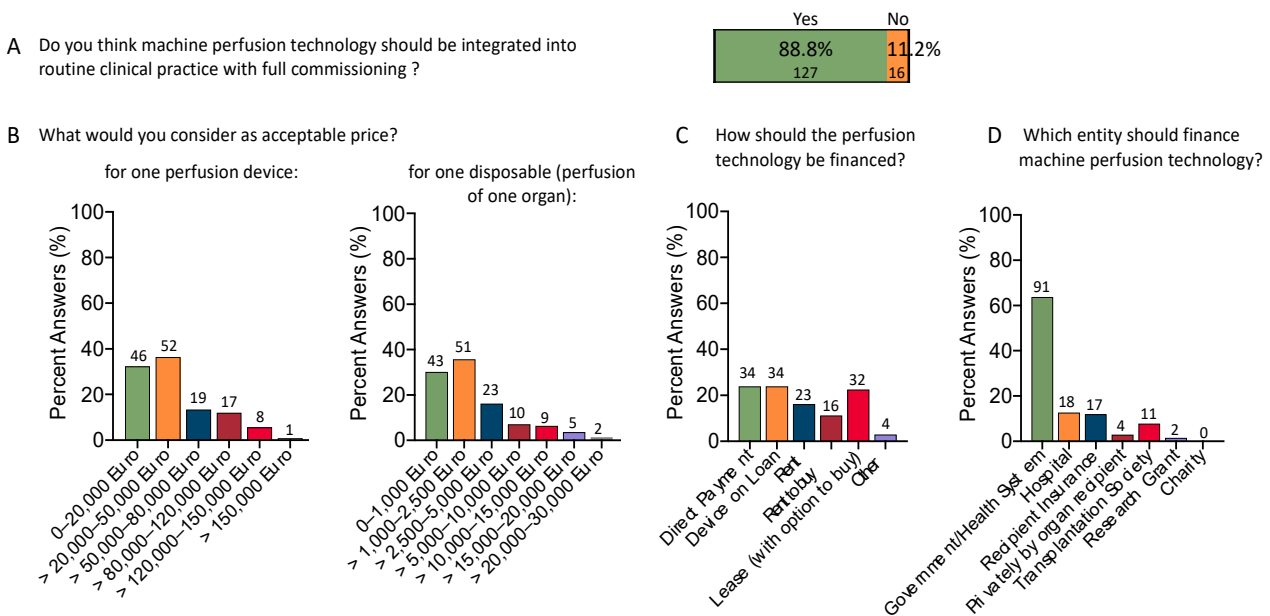 Yes No
A Do you think machine perfusion technology should be integrated into
routine clinical practice with full commissioning ?
88.8% 11.2%
127 16
B What would you consider as acceptable price?
for one perfusion device:
Percent Answers (%)
100
80
60
40
20
0
46
52
19
17
8
1
0–20,000 Euro
> 20,000–50,000 Euro
> 50,000–80,000 Euro
> 80,000–120,000 Euro
> 120,000–150,000 Euro
> 150,000 Euro
for one disposable (perfusion
of one organ):
Percent Answers (%)
100
80
60
40
20
0
43
51
23
10
9
5
2
0–1,000 Euro
> 1,000–2,500 Euro
> 2,500–5,000 Euro
> 5,000–10,000 Euro
> 10,000–15,000 Euro
> 15,000–20,000 Euro
> 20,000–30,000 Euro
C How should the perfusion
technology be financed?
Percent Answers (%)
100
80
60
40
20
0
34
34
23
16
32
4
Direct Payment
Device on Loan
Rent
Rent to buy
Lease (with option to buy)
Other
D Which entity should finance
machine perfusion technology?
Percent Answers (%)
100
80
60
40
20
0
91
18
17
4
11
2
0
Government/Health System
Hospital
Recipient Insurance
Privately by organ recipient
Transplantation Society
Research Grant
Charity